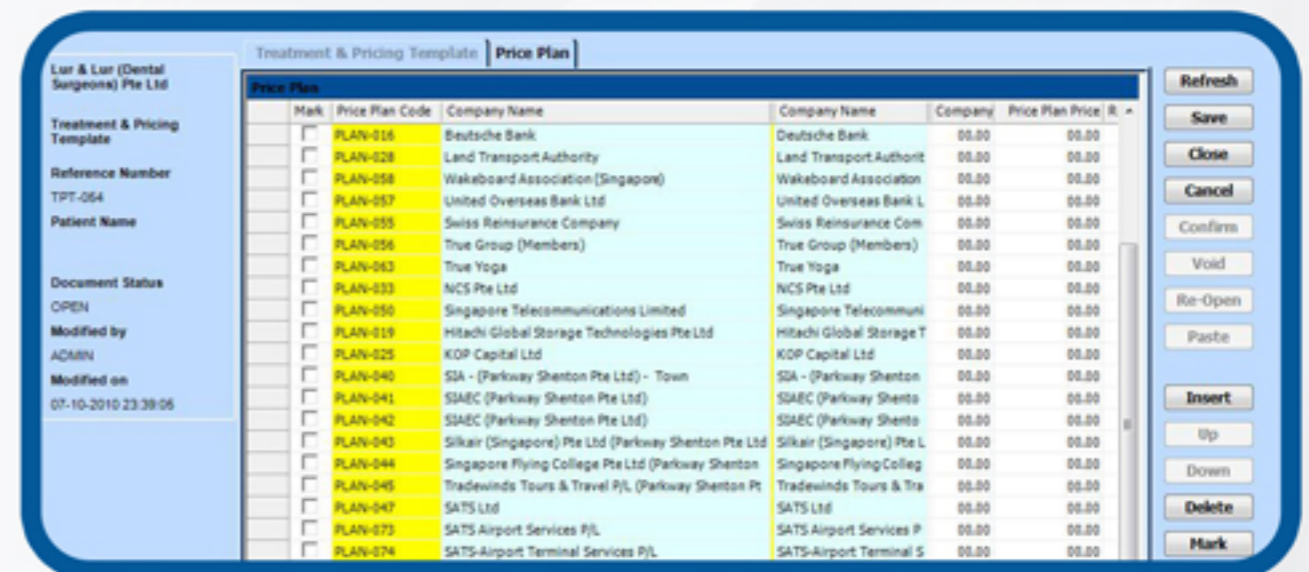 Lur & Lur (Dental
Surgeons) Pte Ltd
Treatment & Pricing
Template
Reference Number
TPT-064
Patient Name
Document Status
OPEN
Modified by
ADMIN
Modified on
07-10-2010 23:39:06
Treatment & Pricing Template Price Plan
Price Plan
Mark Price Plan Code Company Name Company Name Company Price Plan Price R
PLAN-016 Beutsche Bank Deutsche Bank 00.00 00.00
PLAN-028 Land Transport Authority Land Transport Authorit 00.00 00.00
PLAN-058 Wakeboard Association (Singapore) Wakeboard Association 00.00 00.00
PLAN-057 United Overseas Bank Ltd United Overseas Bank L 00.00 00.00
PLAN-055 Swiss Reinsurance Company Swiss Reinsurance Com 00.00 00.00
PLAN-056 True Group (Members) True Group (Members) 00.00 00.00
PLAN-063 True Yoga True Yoga 00.00 00.00
PLAN-033 NCS Pte Ltd NCS Pte Ltd 00.00 00.00
PLAN-050 Singapore Telecommunications Limited Singapore Telecommuni 00.00 00.00
PLAN-019 Hitachi Global Storage Technologies Pte Ltd Hitachi Global Storage T 00.00 00.00
PLAN-025 KOP Capital Ltd KOP Capital Ltd 00.00 00.00
PLAN-040 SIA - (Parkway Shenton Pte Ltd) - Town SIA - (Parkway Shenton 00.00 00.00
PLAN-041 SIAEC (Parkway Shenton Pte Ltd) SIAEC (Parkway Shento 00.00 00.00
PLAN-042 SIAEC (Parkway Shenton Pte Ltd) SIAEC (Parkway Shento 00.00 00.00
PLAN-043 Silkair (Singapore) Pte Ltd (Parkway Shenton Pte Ltd Silkair (Singapore) Pte L 00.00 00.00
PLAN-044 Singapore Flying College Pte Ltd (Parkway Shenton Singapore Flying Colleg 00.00 00.00
PLAN-045 Tradewinds Tours & Travel P/L (Parkway Shenton Pt Tradewinds Tours & Tra 00.00 00.00
PLAN-047 SATS Ltd SATS Ltd 00.00 00.00
PLAN-073 SATS Airport Services P/L SATS Airport Services P 00.00 00.00
PLAN-074 SATS-Airport Terminal Services P/L SATS-Airport Terminal S 00.00 00.00
Refresh
Save
Close
Cancel
Confirm
Void
Re-Open
Paste
Insert
Up
Down
Delete
Mark